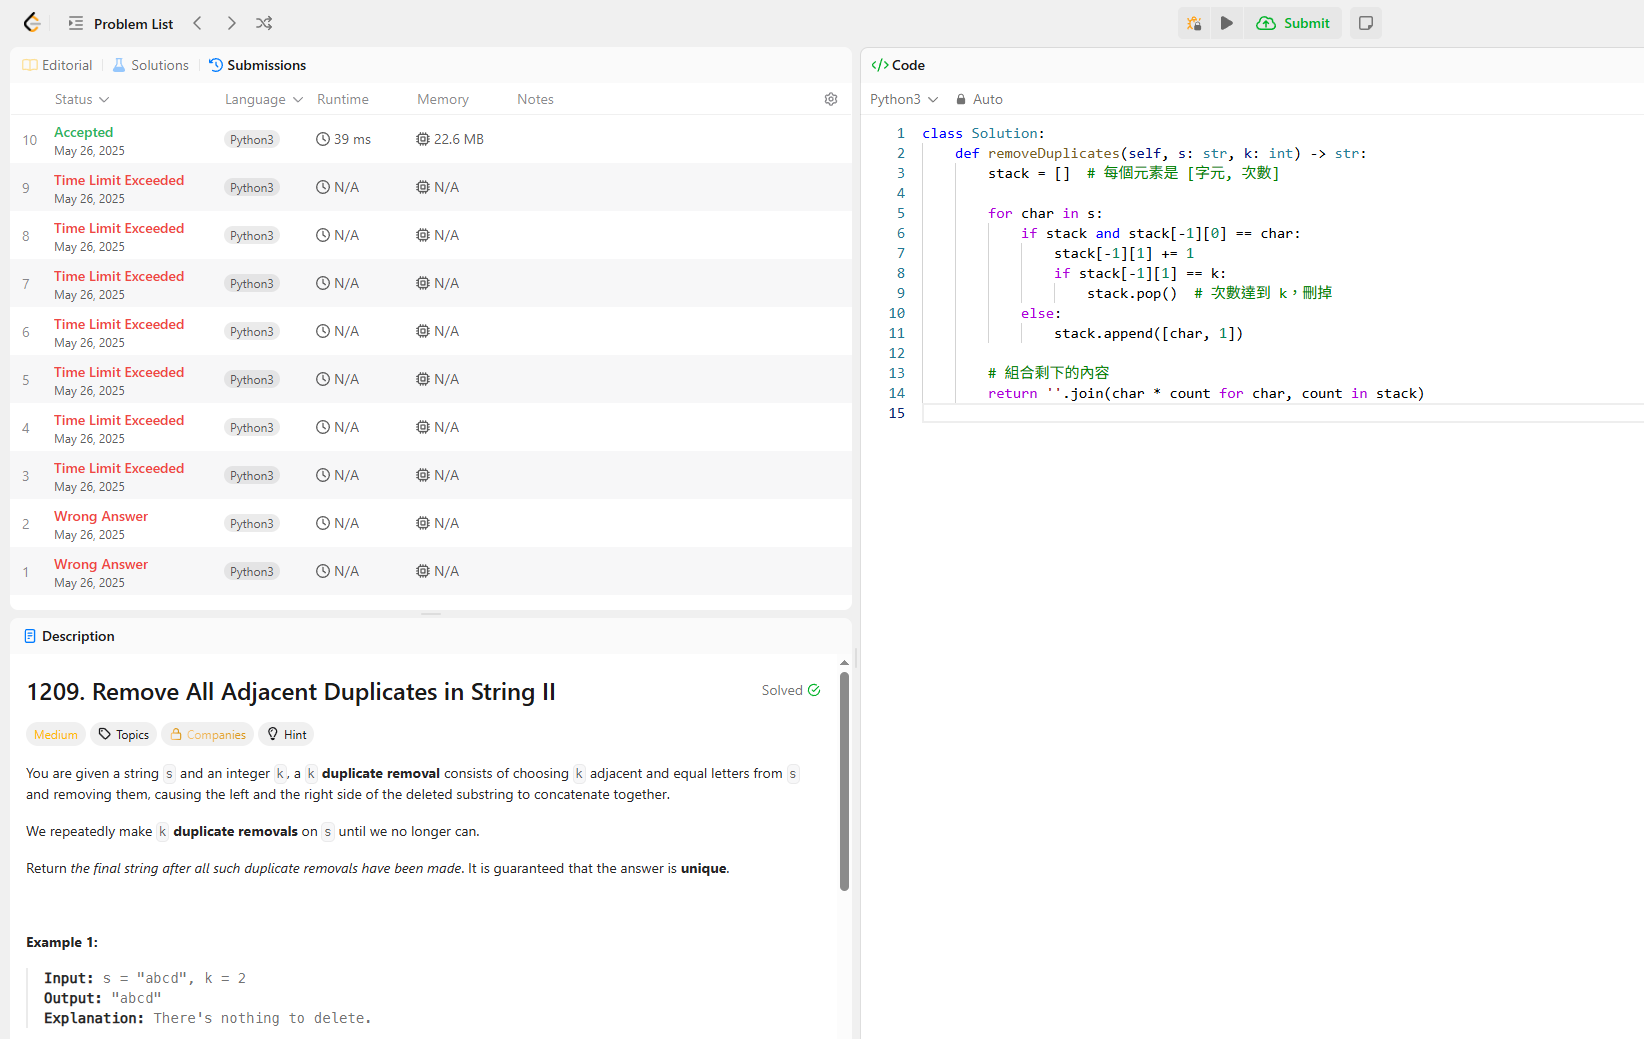 Problem List
Submit
Editorial
Solutions
Submissions
Status
Language
Runtime
Memory
Notes
10
Accepted
May 26, 2025
Python3
39 ms
22.6 MB
9
Time Limit Exceeded
May 26, 2025
Python3
N/A
N/A
8
Time Limit Exceeded
May 26, 2025
Python3
N/A
N/A
7
Time Limit Exceeded
May 26, 2025
Python3
N/A
N/A
6
Time Limit Exceeded
May 26, 2025
Python3
N/A
N/A
5
Time Limit Exceeded
May 26, 2025
Python3
N/A
N/A
4
Time Limit Exceeded
May 26, 2025
Python3
N/A
N/A
3
Time Limit Exceeded
May 26, 2025
Python3
N/A
N/A
2
Wrong Answer
May 26, 2025
Python3
N/A
N/A
1
Wrong Answer
May 26, 2025
Python3
N/A
N/A
Description
1209. Remove All Adjacent Duplicates in String II
Solved
Medium
Topics
Companies
Hint
You are given a string s and an integer k, a k duplicate removal consists of choosing k adjacent and equal letters from s
and removing them, causing the left and the right side of the deleted substring to concatenate together.
We repeatedly make k duplicate removals on s until we no longer can.
Return the final string after all such duplicate removals have been made. It is guaranteed that the answer is unique.
Example 1:
Input: s = "abcd", k = 2
Output: "abcd"
Explanation: There's nothing to delete.
</> Code
Python3
Auto
1 class Solution:
2     def removeDuplicates(self, s: str, k: int) -> str:
3         stack = []  # 每個元素是 [字元, 次數]
4
5         for char in s:
6             if stack and stack[-1][0] == char:
7                 stack[-1][1] += 1
8                 if stack[-1][1] == k:
9                     stack.pop()  # 次數達到 k，刪掉
10             else:
11                 stack.append([char, 1])
12
13         # 組合剩下的內容
14         return ''.join(char * count for char, count in stack)
15